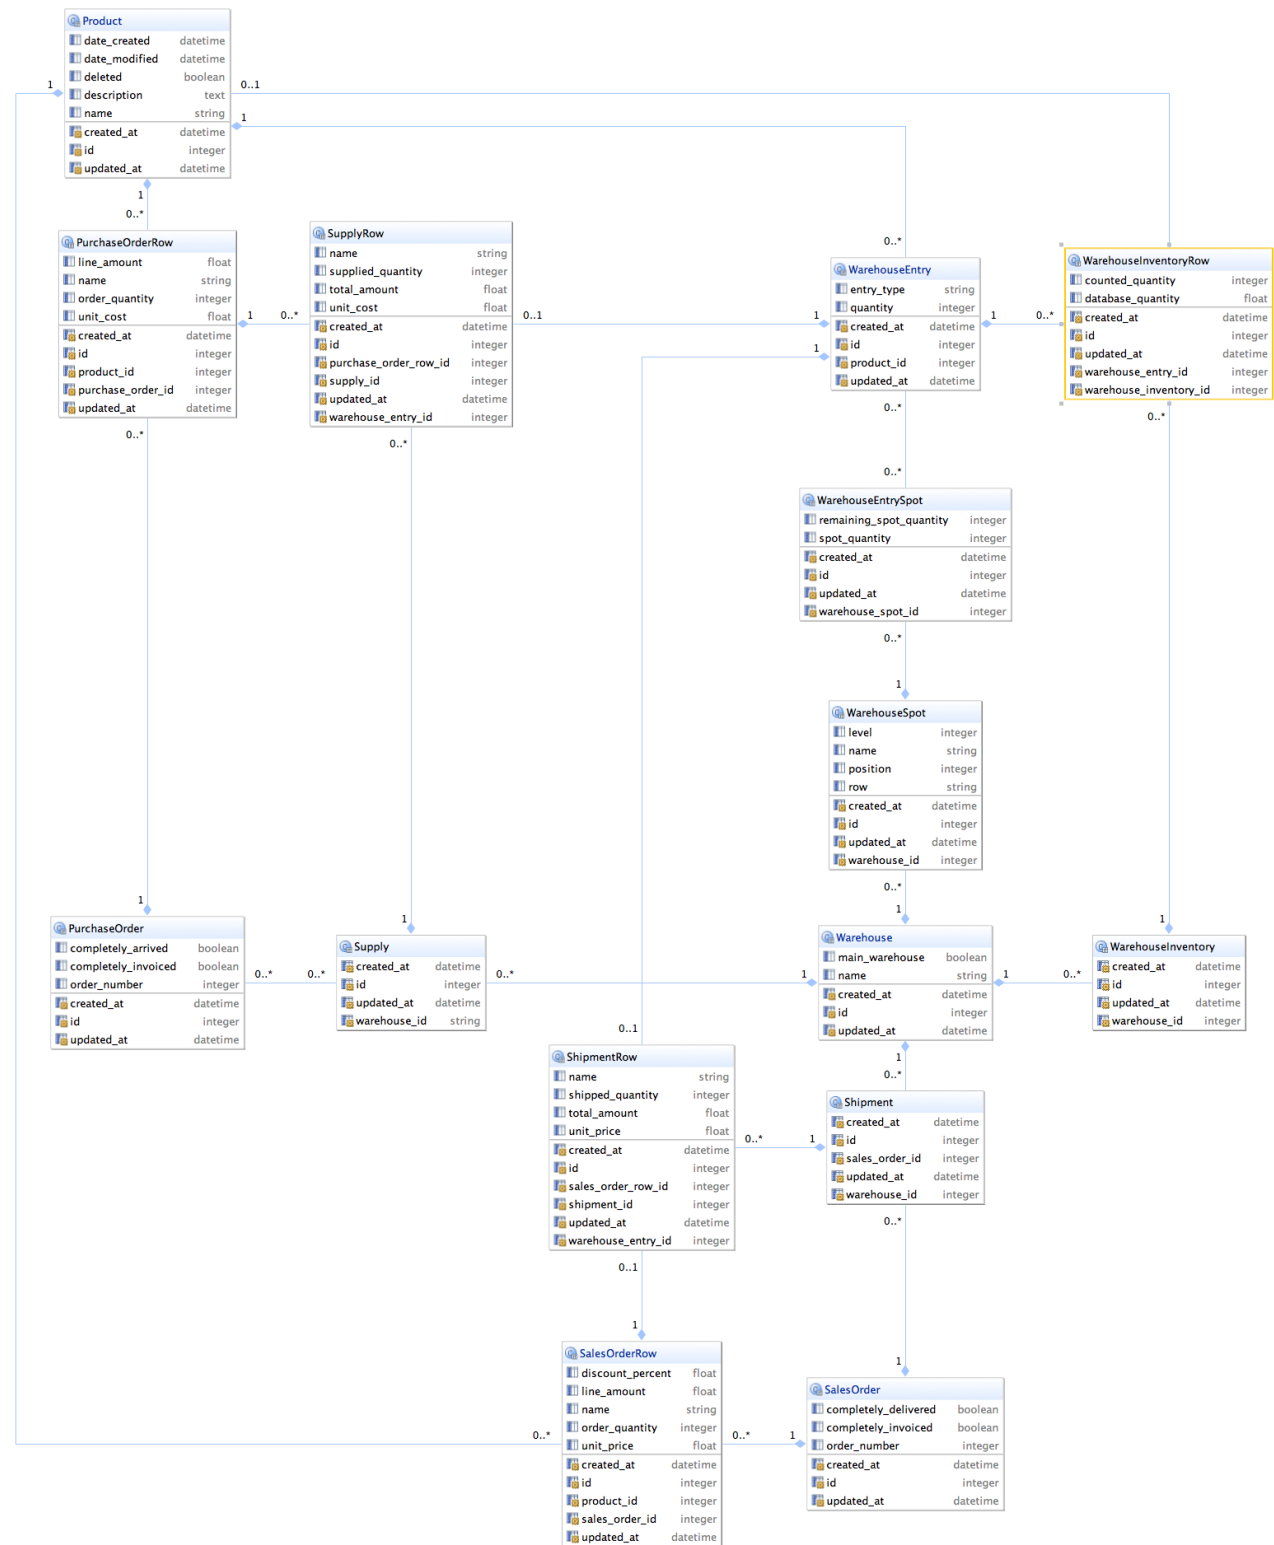 Product
date_created datetime
date_modified datetime
deleted boolean
description text
name string
created_at datetime
id integer
updated_at datetime
1
0..1
1
1
0..*
0..*
PurchaseOrderRow
line_amount float
name string
order_quantity integer
unit_cost float
created_at datetime
id integer
product_id integer
purchase_order_id integer
updated_at datetime
1
0..*
0..*
SupplyRow
name string
supplied_quantity integer
total_amount float
unit_cost float
created_at datetime
id integer
purchase_order_row_id integer
supply_id integer
updated_at datetime
warehouse_entry_id integer
0..1
1
1
0..*
WarehouseEntry
entry_type string
quantity integer
created_at datetime
id integer
product_id integer
updated_at datetime
1
0..*
0..*
WarehouseInventoryRow
counted_quantity integer
database_quantity float
created_at datetime
id integer
updated_at datetime
warehouse_entry_id integer
warehouse_inventory_id integer
0..*
0..*
WarehouseEntrySpot
remaining_spot_quantity integer
spot_quantity integer
created_at datetime
id integer
updated_at datetime
warehouse_spot_id integer
0..*
1
WarehouseSpot
level integer
name string
position integer
row string
created_at datetime
id integer
updated_at datetime
warehouse_id integer
0..*
1
1
PurchaseOrder
completely_arrived boolean
completely_invoiced boolean
order_number integer
created_at datetime
id integer
updated_at datetime
0..*
0..*
1
Supply
created_at datetime
id integer
updated_at datetime
warehouse_id string
0..*
1
Warehouse
main_warehouse boolean
name string
created_at datetime
id integer
updated_at datetime
1
0..*
1
WarehouseInventory
created_at datetime
id integer
updated_at datetime
warehouse_id integer
0..1
ShipmentRow
name string
shipped_quantity integer
total_amount float
unit_price float
created_at datetime
id integer
sales_order_row_id integer
shipment_id integer
updated_at datetime
warehouse_entry_id integer
0..*
1
1
0..*
Shipment
created_at datetime
id integer
sales_order_id integer
updated_at datetime
warehouse_id integer
0..*
0..1
1
SalesOrderRow
discount_percent float
line_amount float
name string
order_quantity integer
unit_price float
created_at datetime
id integer
product_id integer
sales_order_id integer
updated_at datetime
0..*
0..*
1
1
SalesOrder
completely_delivered boolean
completely_invoiced boolean
order_number integer
created_at datetime
id integer
updated_at datetime